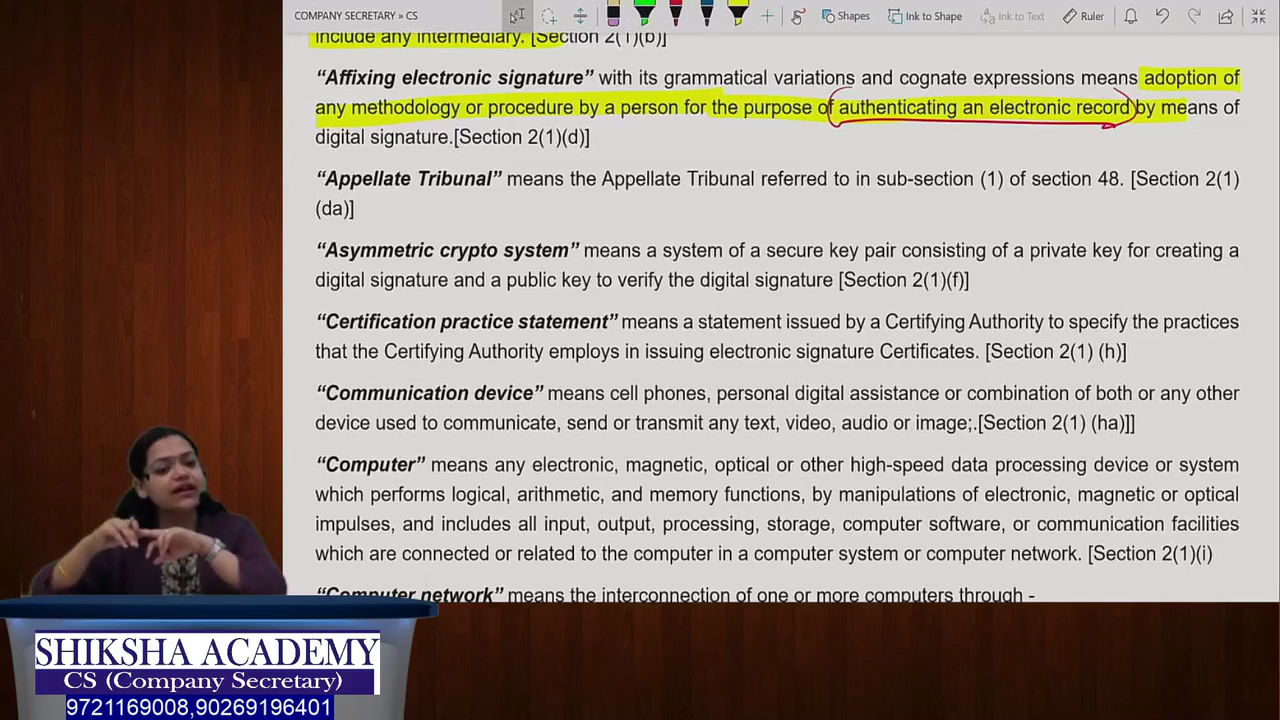 COMPANY SECRETARY » CS
Shapes
Ink to Shape
Ink to Text
Ruler
include any intermediary. [Section 2(1)(b)]
“Affixing electronic signature” with its grammatical variations and cognate expressions means adoption of
any methodology or procedure by a person for the purpose of authenticating an electronic record by means of
digital signature.[Section 2(1)(d)]
“Appellate Tribunal” means the Appellate Tribunal referred to in sub-section (1) of section 48. [Section 2(1)
(da)]
“Asymmetric crypto system” means a system of a secure key pair consisting of a private key for creating a
digital signature and a public key to verify the digital signature [Section 2(1)(f)]
“Certification practice statement” means a statement issued by a Certifying Authority to specify the practices
that the Certifying Authority employs in issuing electronic signature Certificates. [Section 2(1) (h)]
“Communication device” means cell phones, personal digital assistance or combination of both or any other
device used to communicate, send or transmit any text, video, audio or image;.[Section 2(1) (ha)]]
“Computer” means any electronic, magnetic, optical or other high-speed data processing device or system
which performs logical, arithmetic, and memory functions, by manipulations of electronic, magnetic or optical
impulses, and includes all input, output, processing, storage, computer software, or communication facilities
which are connected or related to the computer in a computer system or computer network. [Section 2(1)(i)
“Computer network” means the interconnection of one or more computers through -
SHIKSHA ACADEMY
CS (Company Secretary)
9721169008,90269196401